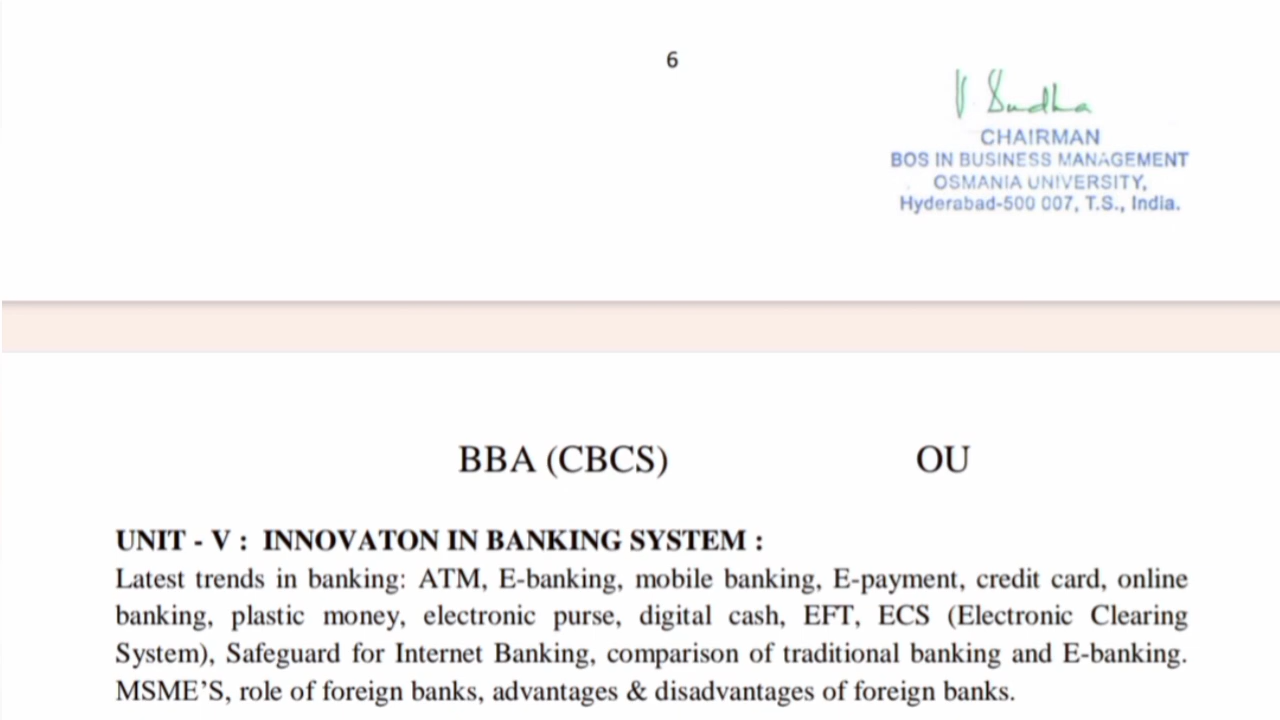 6
V Sudha
CHAIRMAN
BOS IN BUSINESS MANAGEMENT
OSMANIA UNIVERSITY,
Hyderabad-500 007, T.S., India.
BBA (CBCS) OU
UNIT - V : INNOVATON IN BANKING SYSTEM :
Latest trends in banking: ATM, E-banking, mobile banking, E-payment, credit card, online
banking, plastic money, electronic purse, digital cash, EFT, ECS (Electronic Clearing
System), Safeguard for Internet Banking, comparison of traditional banking and E-banking.
MSME’S, role of foreign banks, advantages & disadvantages of foreign banks.